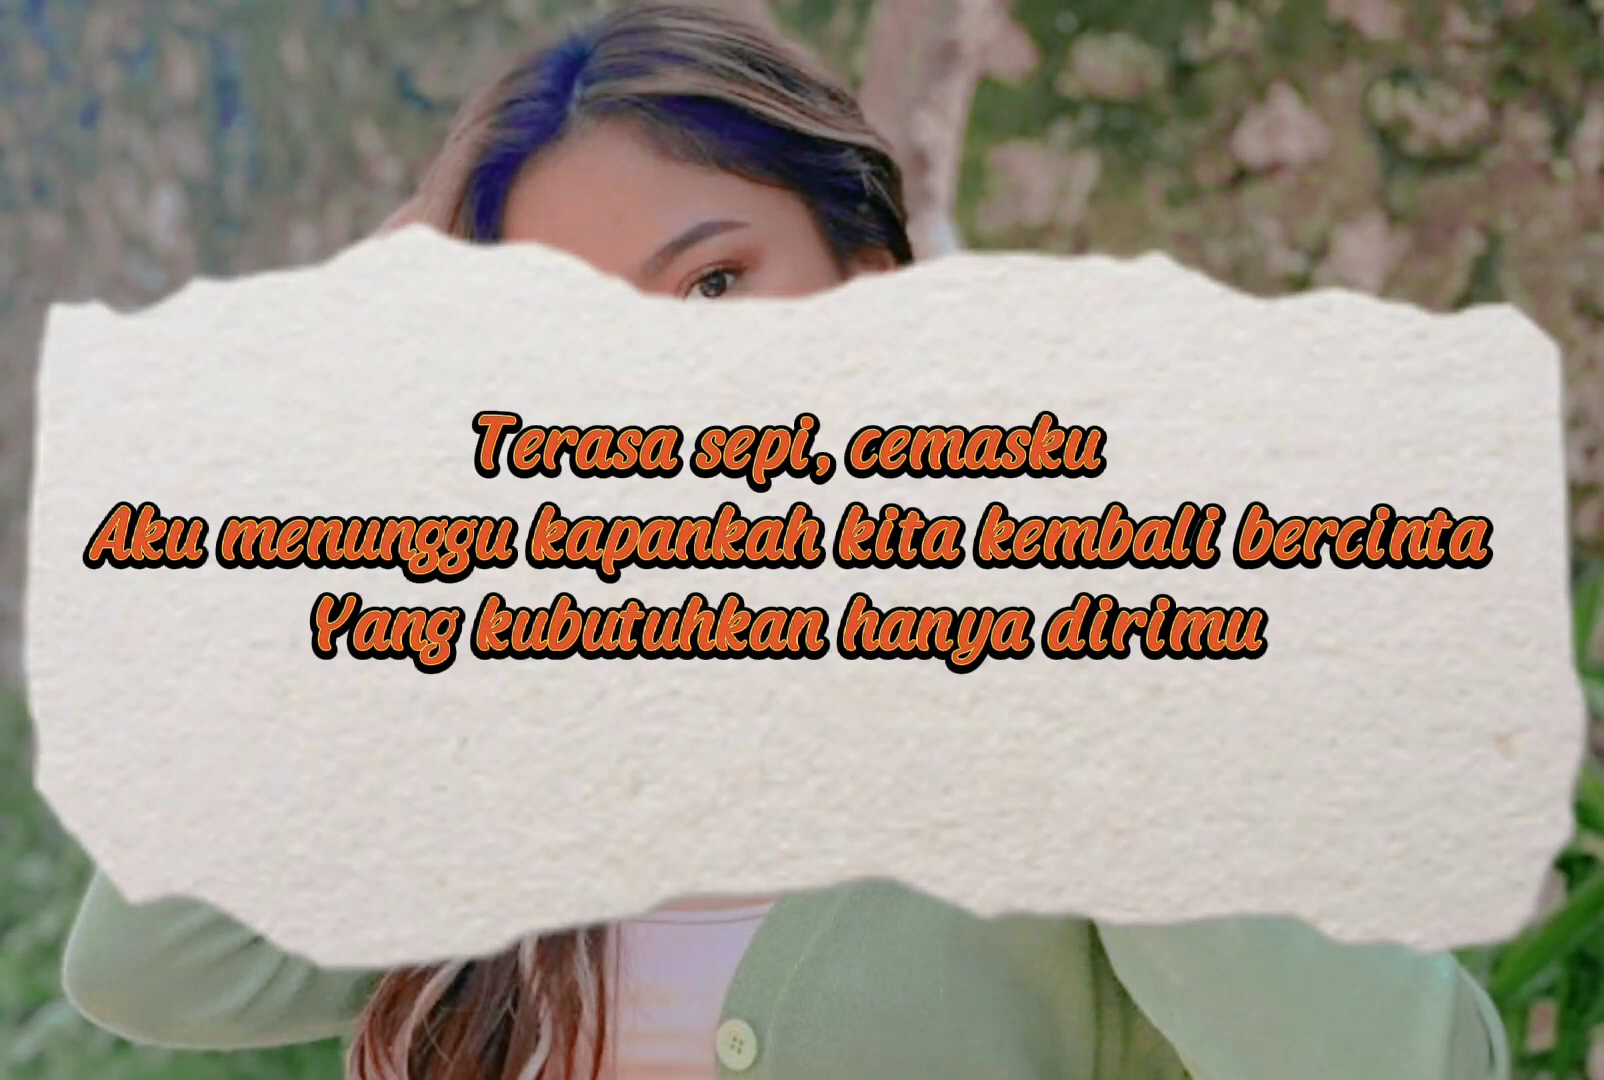 Terasa sepi, cemasku
Aku menunggu kapankah kita kembali bercinta
Yang kubutuhkan hanya dirimu